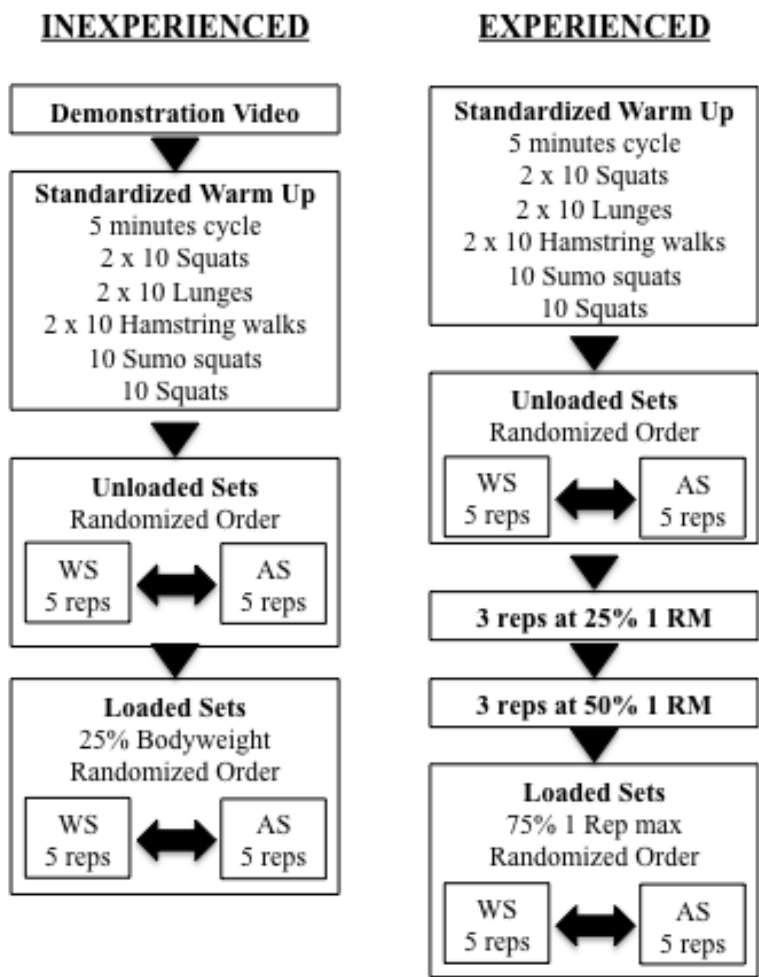 INEXPERIENCED
Demonstration Video
Standardized Warm Up
5 minutes cycle
2 x 10 Squats
2 x 10 Lunges
2 x 10 Hamstring walks
10 Sumo squats
10 Squats
Unloaded Sets
Randomized Order
WS
5 reps
AS
5 reps
Loaded Sets
25% Bodyweight
Randomized Order
WS
5 reps
AS
5 reps
EXPERIENCED
Standardized Warm Up
5 minutes cycle
2 x 10 Squats
2 x 10 Lunges
2 x 10 Hamstring walks
10 Sumo squats
10 Squats
Unloaded Sets
Randomized Order
WS
5 reps
AS
5 reps
3 reps at 25% 1 RM
3 reps at 50% 1 RM
Loaded Sets
75% 1 Rep max
Randomized Order
WS
5 reps
AS
5 reps